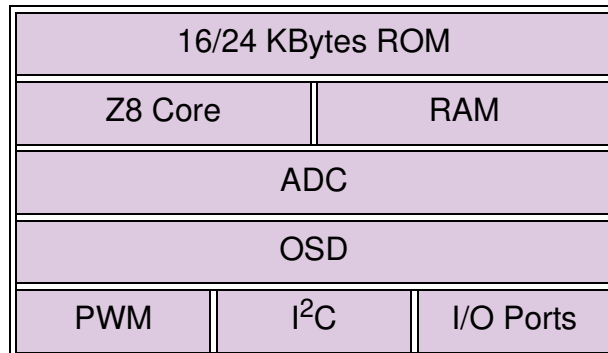 16/24 KBytes ROM
Z8 Core RAM
ADC
OSD
PWM I²C I/O Ports